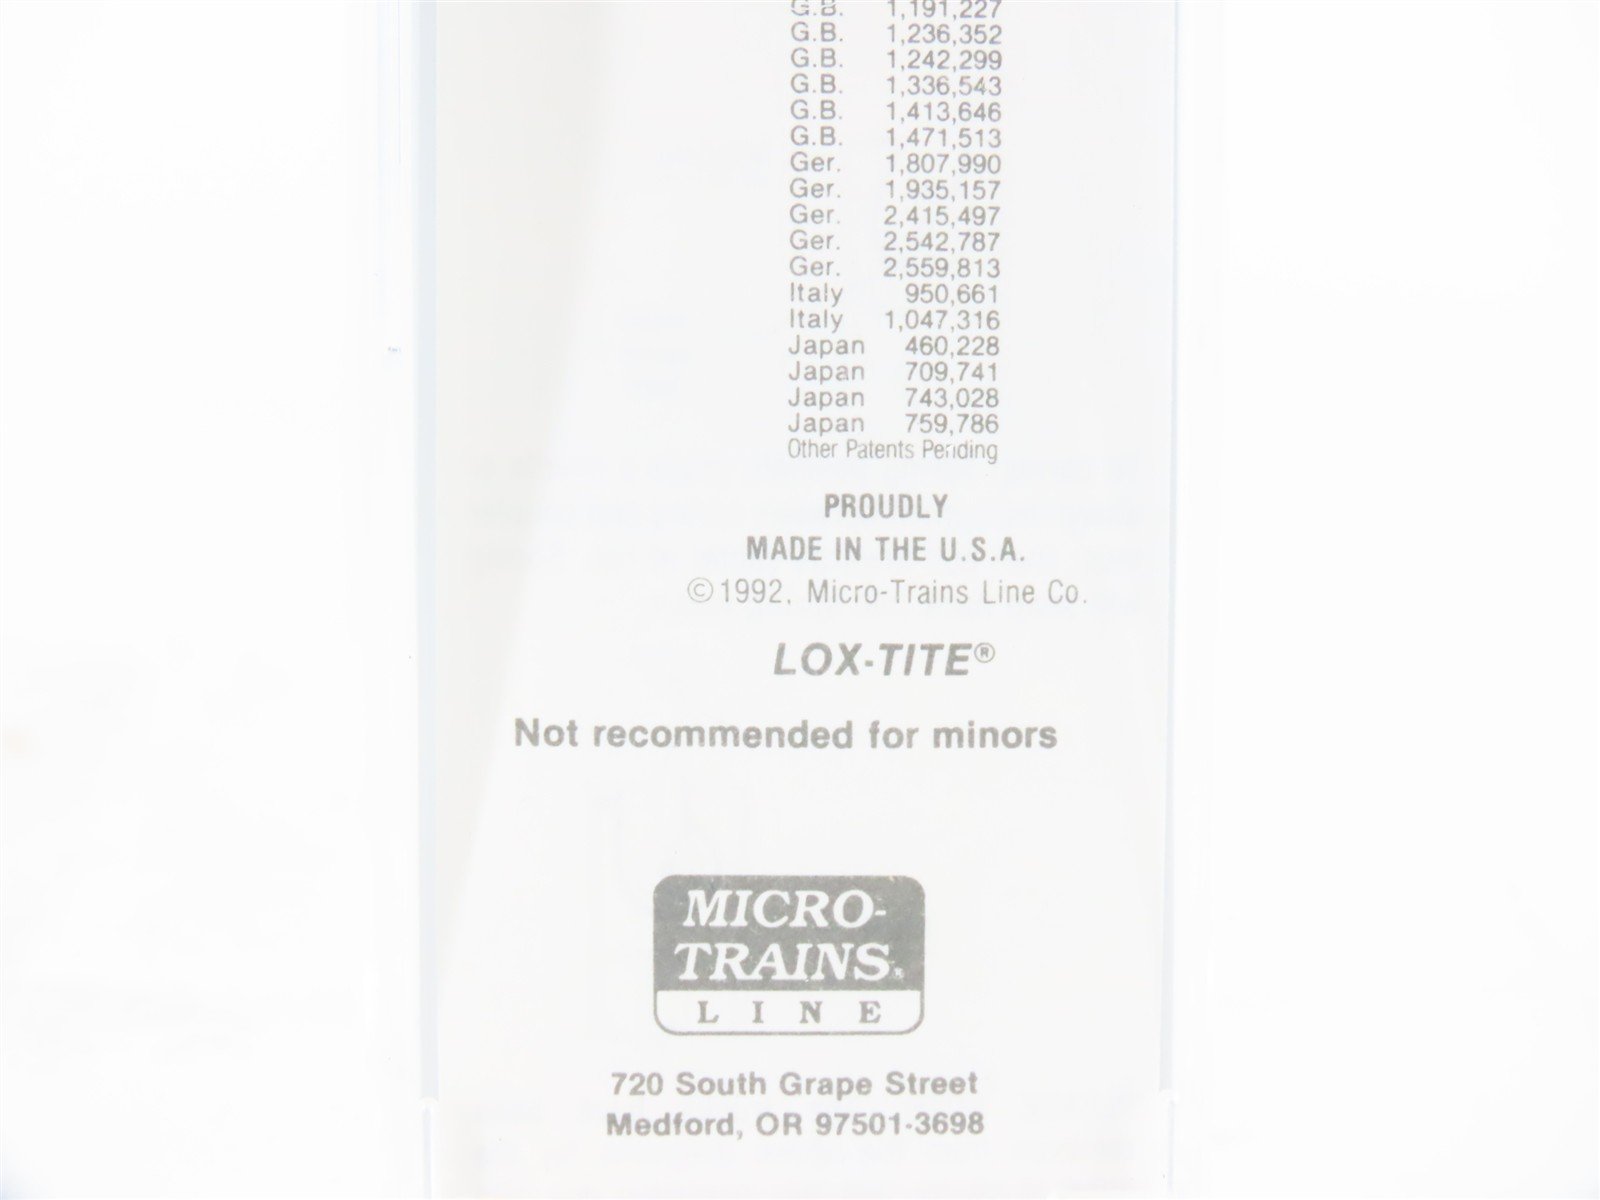 G.B. 1,191,227
G.B. 1,236,352
G.B. 1,242,299
G.B. 1,336,543
G.B. 1,413,646
G.B. 1,471,513
Ger. 1,807,990
Ger. 1,935,157
Ger. 2,415,497
Ger. 2,542,787
Ger. 2,559,813
Italy 950,661
Italy 1,047,316
Japan 460,228
Japan 709,741
Japan 743,028
Japan 759,786
Other Patents Pending
PROUDLY
MADE IN THE U.S.A.
©1992, Micro-Trains Line Co.
LOX-TITE®
Not recommended for minors
MICRO-
TRAINS®
LINE
720 South Grape Street
Medford, OR 97501-3698